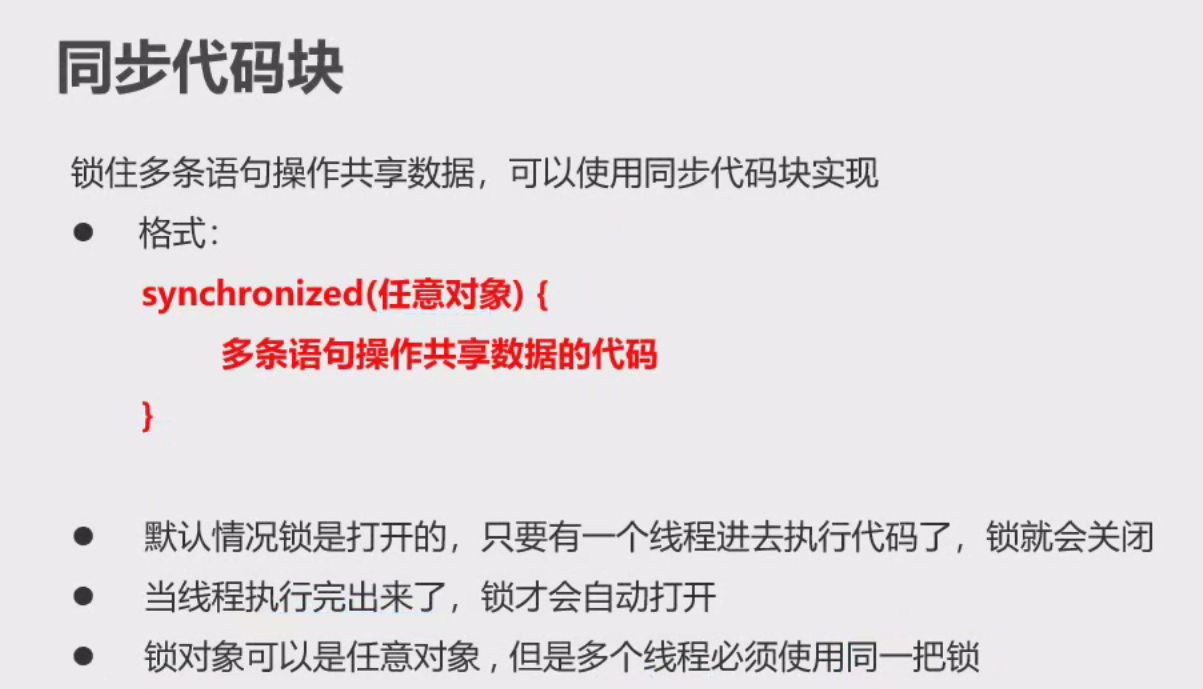 同步代码块
锁住多条语句操作共享数据，可以使用同步代码块实现
● 格式：
synchronized(任意对象) {
多条语句操作共享数据的代码
}
● 默认情况锁是打开的，只要有一个线程进去执行代码了，锁就会关闭
● 当线程执行完出来了，锁才会自动打开
● 锁对象可以是任意对象 , 但是多个线程必须使用同一把锁